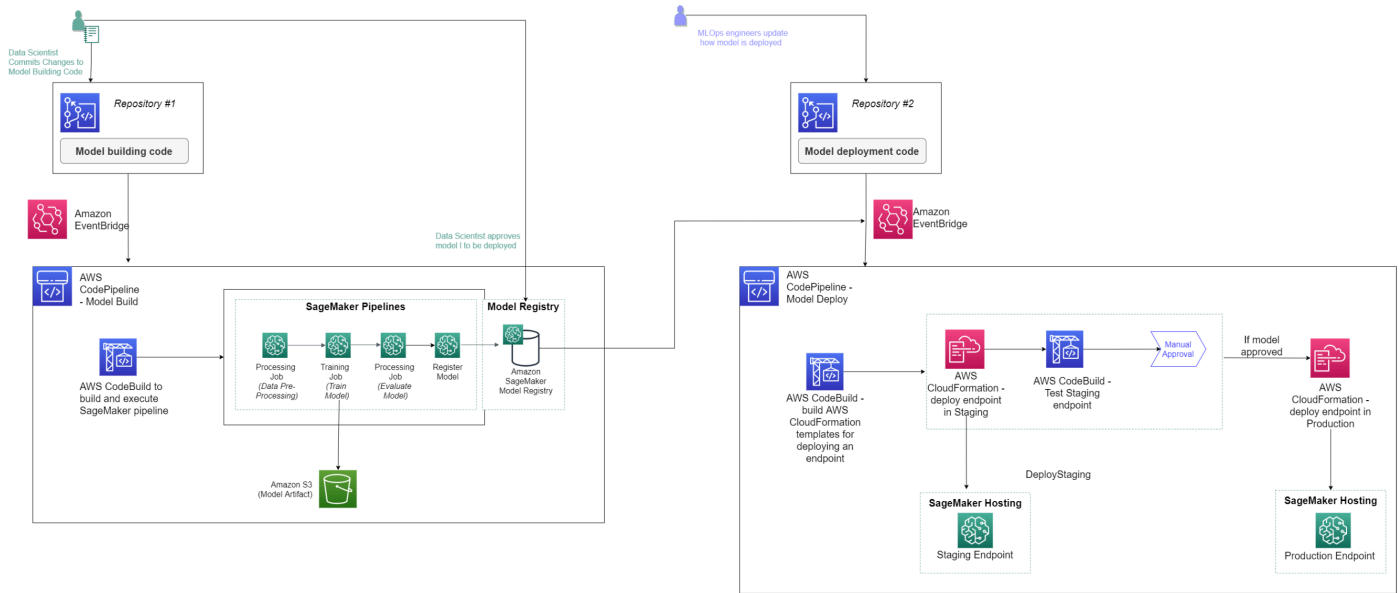 Data Scientist
Commits Changes to
Model Building Code
Repository #1
Model building code
Amazon
EventBridge
Data Scientist approves
model I to be deployed
AWS
CodePipeline
- Model Build
AWS CodeBuild to
build and execute
SageMaker pipeline
SageMaker Pipelines
Processing
Job
(Data Pre-
Processing)
Training
Job
(Train
Model)
Processing
Job
(Evaluate
Model)
Register
Model
Model Registry
Amazon
SageMaker
Model Registry
Amazon S3
(Model Artifact)
MLOps engineers update
how model is deployed
Repository #2
Model deployment code
Amazon
EventBridge
AWS
CodePipeline -
Model Deploy
AWS CodeBuild -
build AWS
CloudFormation
templates for
deploying an
endpoint
AWS
CloudFormation -
deploy endpoint
in Staging
AWS CodeBuild -
Test Staging
endpoint
Manual
Approval
If model
approved
AWS
CloudFormation -
deploy endpoint in
Production
DeployStaging
SageMaker Hosting
Staging Endpoint
SageMaker Hosting
Production Endpoint